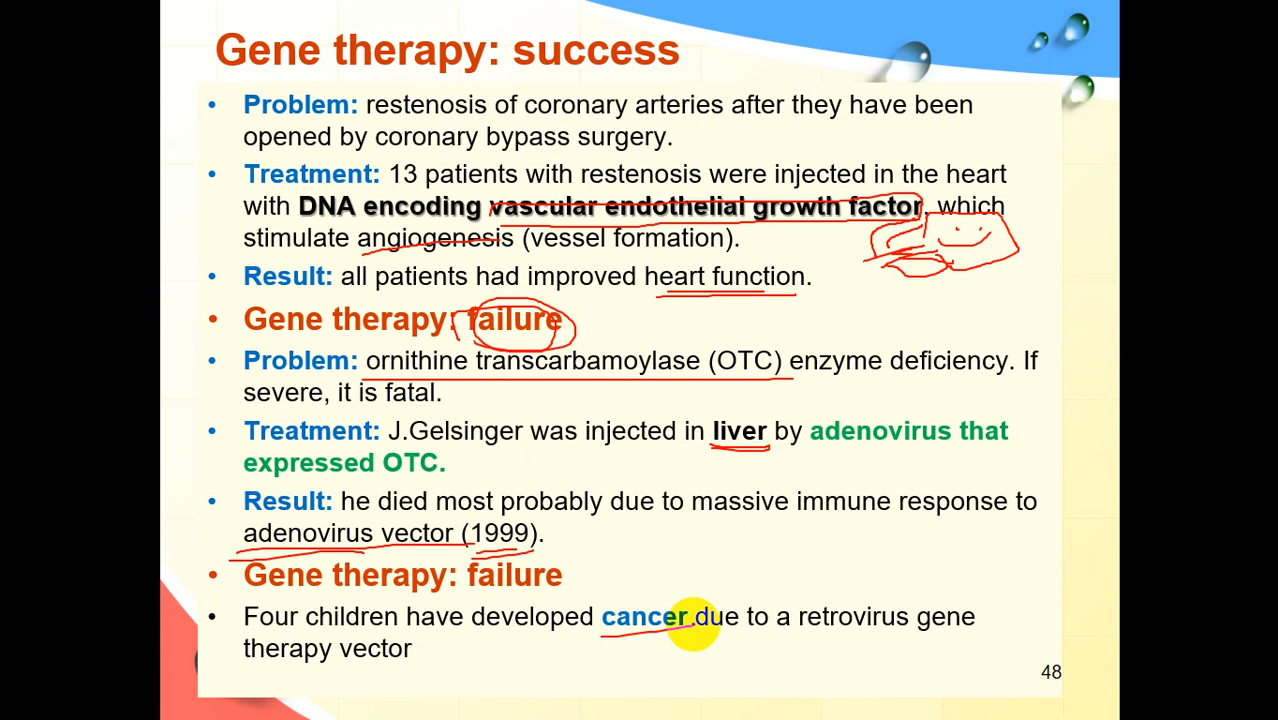 Gene therapy: success
• Problem: restenosis of coronary arteries after they have been
opened by coronary bypass surgery.
• Treatment: 13 patients with restenosis were injected in the heart
with DNA encoding vascular endothelial growth factor, which
stimulate angiogenesis (vessel formation).
• Result: all patients had improved heart function.
• Gene therapy: failure
• Problem: ornithine transcarbamoylase (OTC) enzyme deficiency. If
severe, it is fatal.
• Treatment: J.Gelsinger was injected in liver by adenovirus that
expressed OTC.
• Result: he died most probably due to massive immune response to
adenovirus vector (1999).
• Gene therapy: failure
• Four children have developed cancer due to a retrovirus gene
therapy vector
48